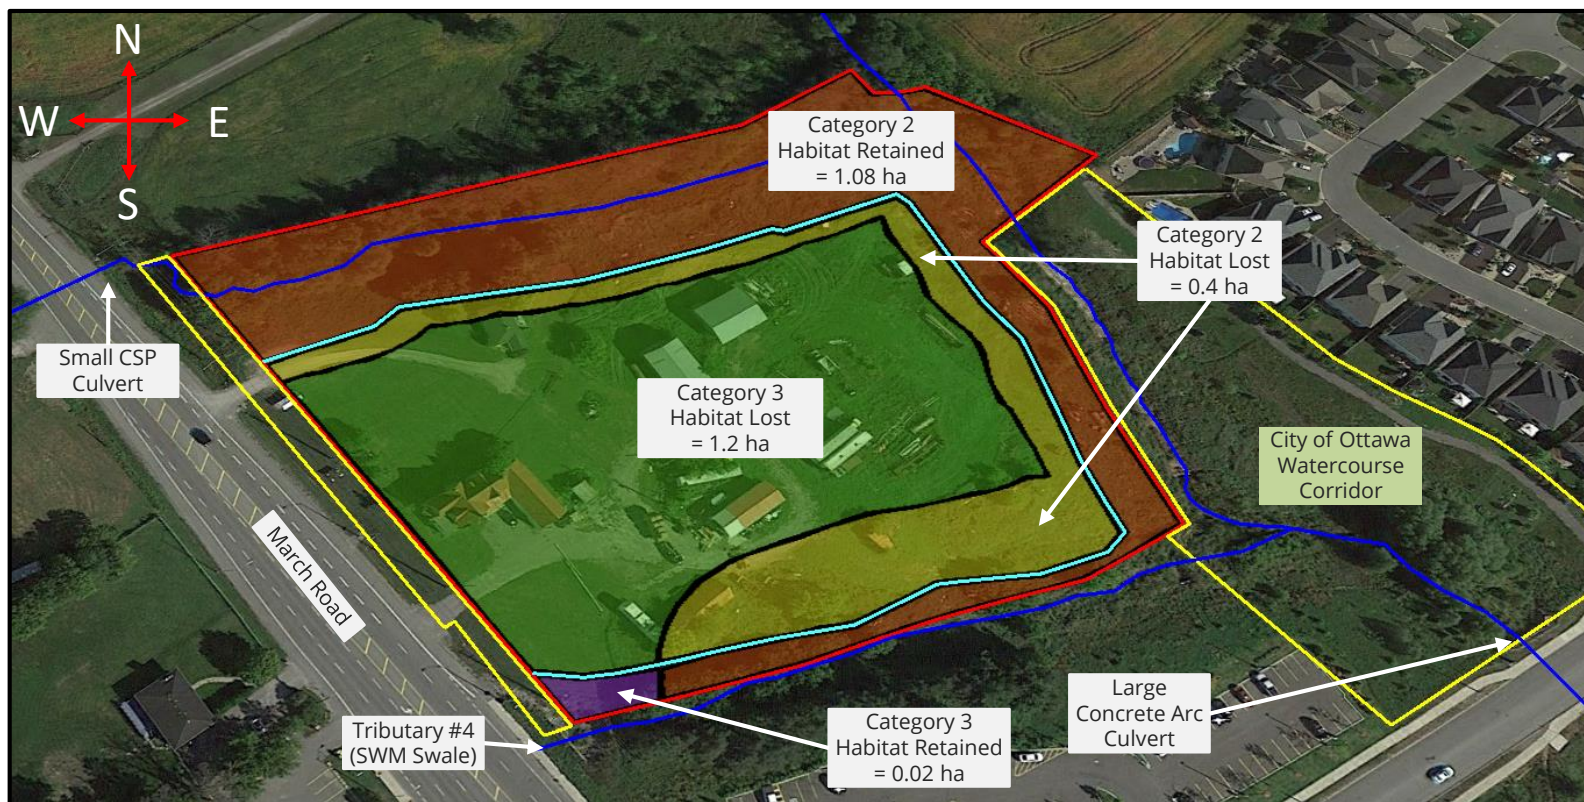 N
W
E
S
Category 2
Habitat Retained
= 1.08 ha
Category 2
Habitat Lost
= 0.4 ha
Small CSP
Culvert
Category 3
Habitat Lost
= 1.2 ha
City of Ottawa
Watercourse
Corridor
March Road
Tributary #4
(SWM Swale)
Category 3
Habitat Retained
= 0.02 ha
Large
Concrete Arc
Culvert